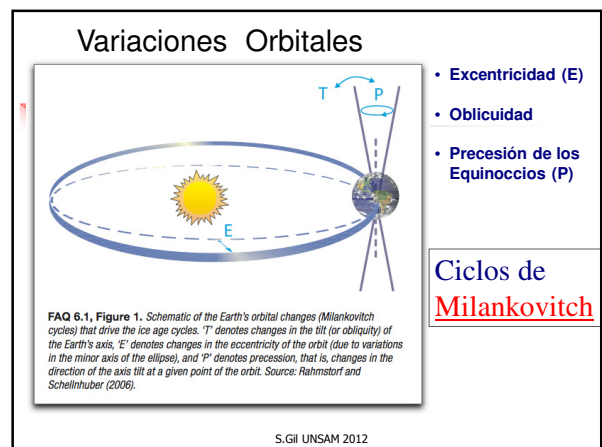 Variaciones Orbitales
T
P
E
FAQ 6.1, Figure 1. Schematic of the Earth's orbital changes (Milankovitch
cycles) that drive the ice age cycles. 'T' denotes changes in the tilt (or obliquity) of
the Earth's axis, 'E' denotes changes in the eccentricity of the orbit (due to variations
in the minor axis of the ellipse), and 'P' denotes precession, that is, changes in the
direction of the axis tilt at a given point of the orbit. Source: Rahmstorf and
Schellnhuber (2006).
• Excentricidad (E)
• Oblicuidad
• Precesión de los
Equinoccios (P)
Ciclos de
Milankovitch
S.Gil UNSAM 2012